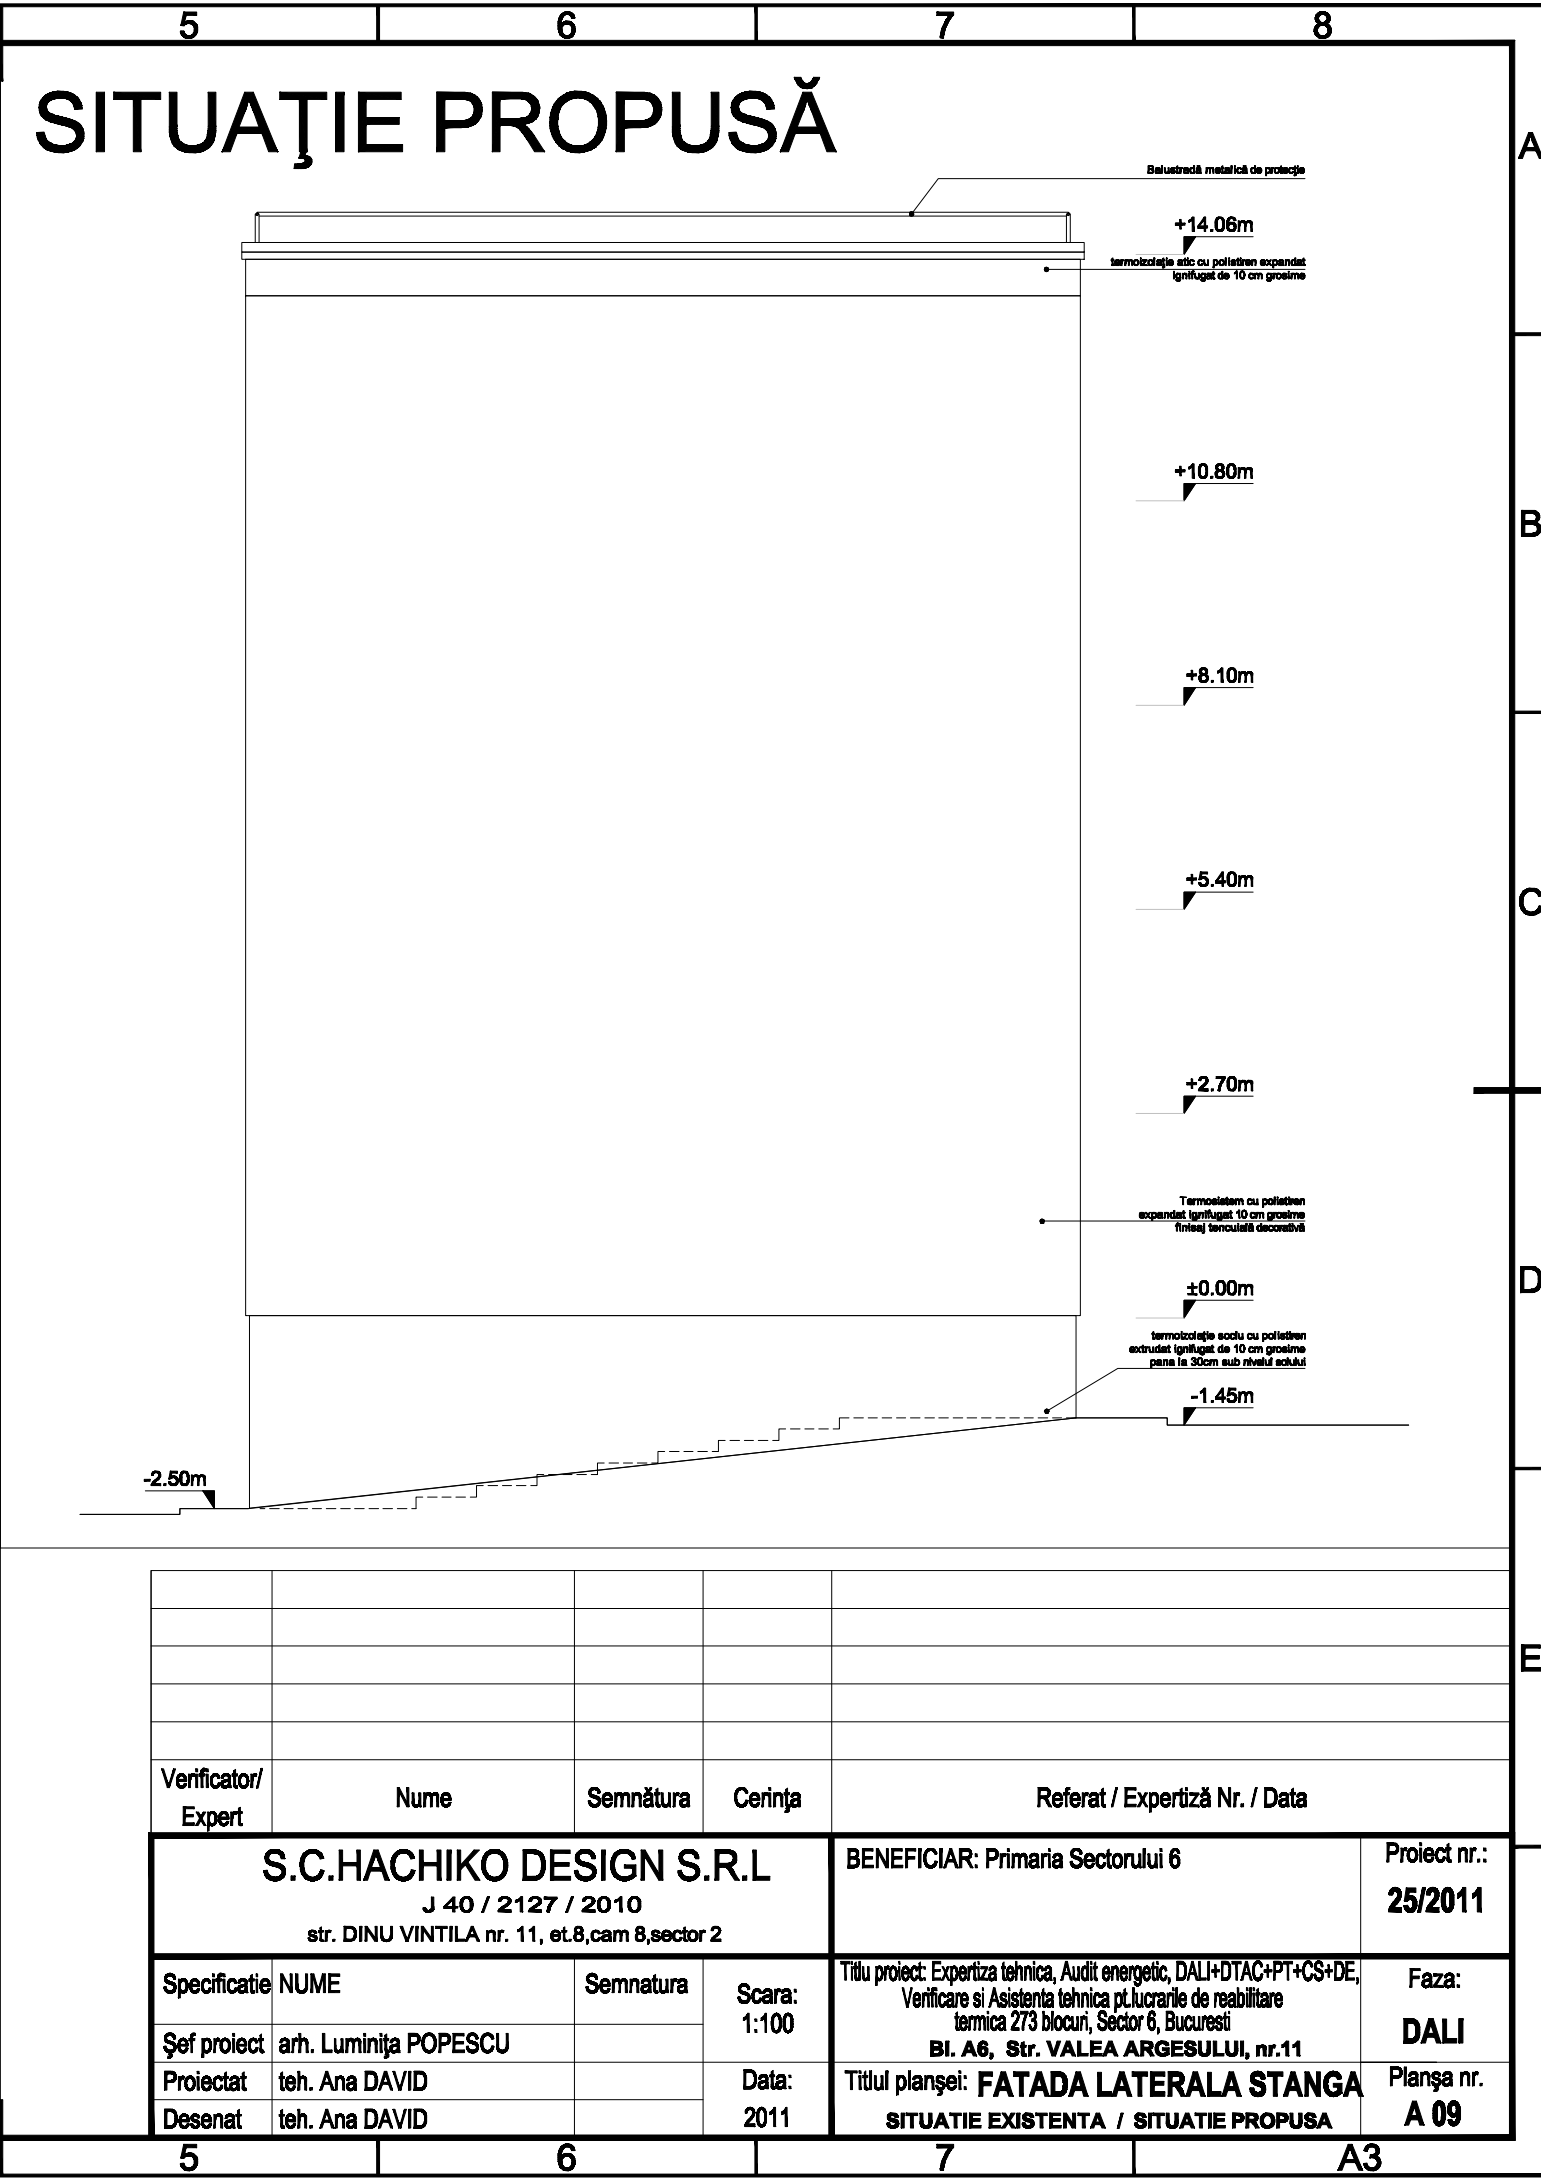 5 6 7 8
SITUAŢIE PROPUSĂ
A
Balustradă metalică de protecţie
+14.06m
termoizolaţie atic cu polistiren expandat
ignifugat de 10 cm grosime
+10.80m
B
+8.10m
+5.40m
C
+2.70m
Termosistem cu polistiren
expandat ignifugat 10 cm grosime
finisaj tencuială decorativă
D
±0.00m
termoizolaţie soclu cu polistiren
extrudat ignifugat de 10 cm grosime
pana la 30cm sub nivelul solului
-1.45m
-2.50m
E
Verificator/
Expert
Nume
Semnătura
Cerinţa
Referat / Expertiză Nr. / Data
S.C.HACHIKO DESIGN S.R.L
J 40 / 2127 / 2010
str. DINU VINTILA nr. 11, et.8,cam 8,sector 2
BENEFICIAR: Primaria Sectorului 6
Proiect nr.:
25/2011
Specificatie NUME Semnatura
Scara:
1:100
Titlu proiect: Expertiza tehnica, Audit energetic, DALI+DTAC+PT+CS+DE,
Verificare si Asistenta tehnica pt.lucrarile de reabilitare
termica 273 blocuri, Sector 6, Bucuresti
Bl. A6, Str. VALEA ARGESULUI, nr.11
Faza:
DALI
Şef proiect arh. Luminiţa POPESCU
Proiectat teh. Ana DAVID
Desenat teh. Ana DAVID
Data:
2011
Titlul planşei: FATADA LATERALA STANGA
SITUATIE EXISTENTA / SITUATIE PROPUSA
Planşa nr.
A 09
5 6 7 A3